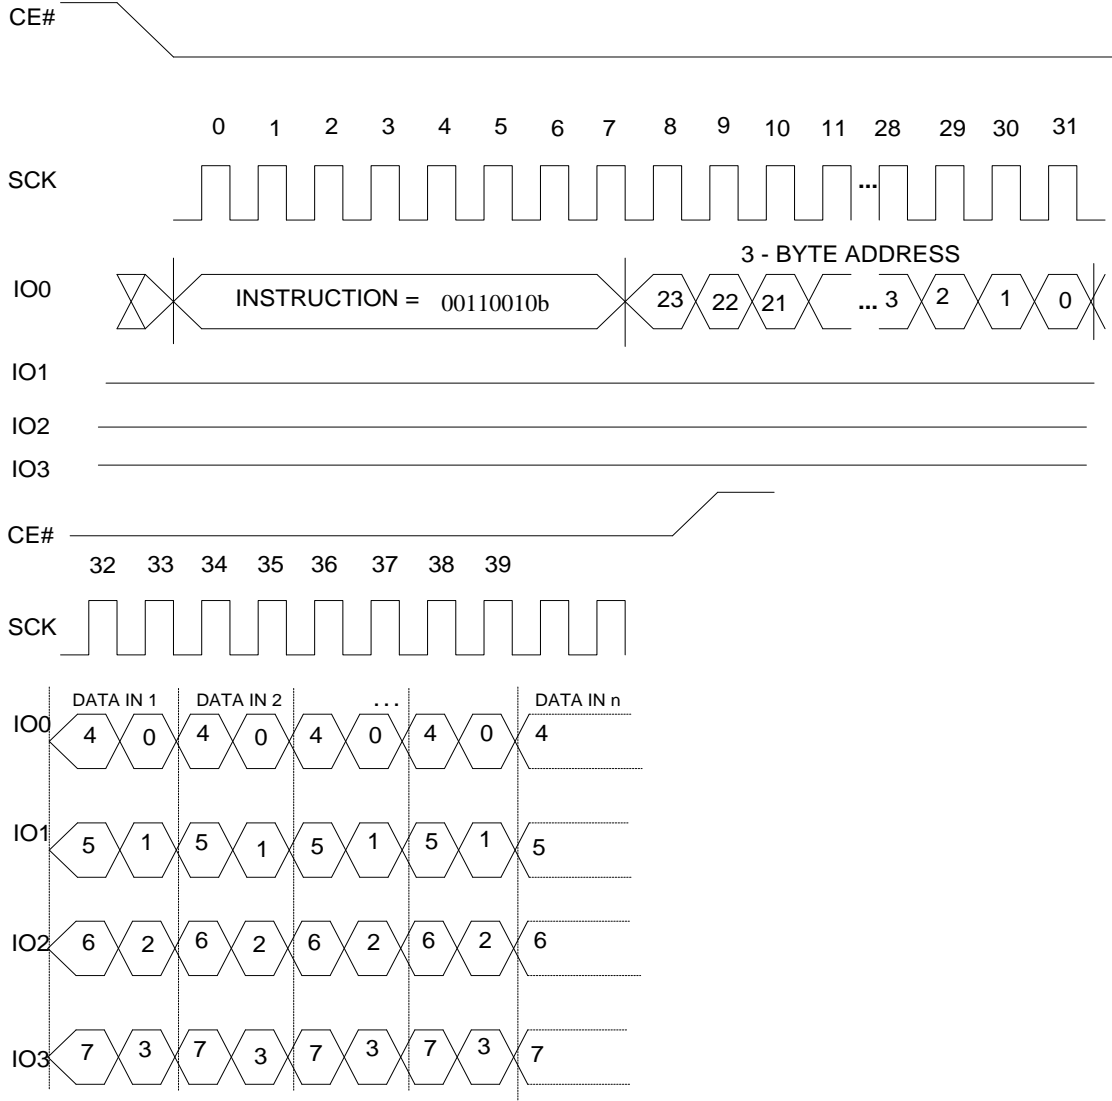 CE#
0 1 2 3 4 5 6 7 8 9 10 11 28 29 30 31
SCK ...
3 - BYTE ADDRESS
IO0 INSTRUCTION = 00110010b 23 22 21 ... 3 2 1 0
IO1
IO2
IO3
CE#
32 33 34 35 36 37 38 39
SCK
DATA IN 1 DATA IN 2 ... DATA IN n
IO0 4 0 4 0 4 0 4 0 4
IO1 5 1 5 1 5 1 5 1 5
IO2 6 2 6 2 6 2 6 2 6
IO3 7 3 7 3 7 3 7 3 7